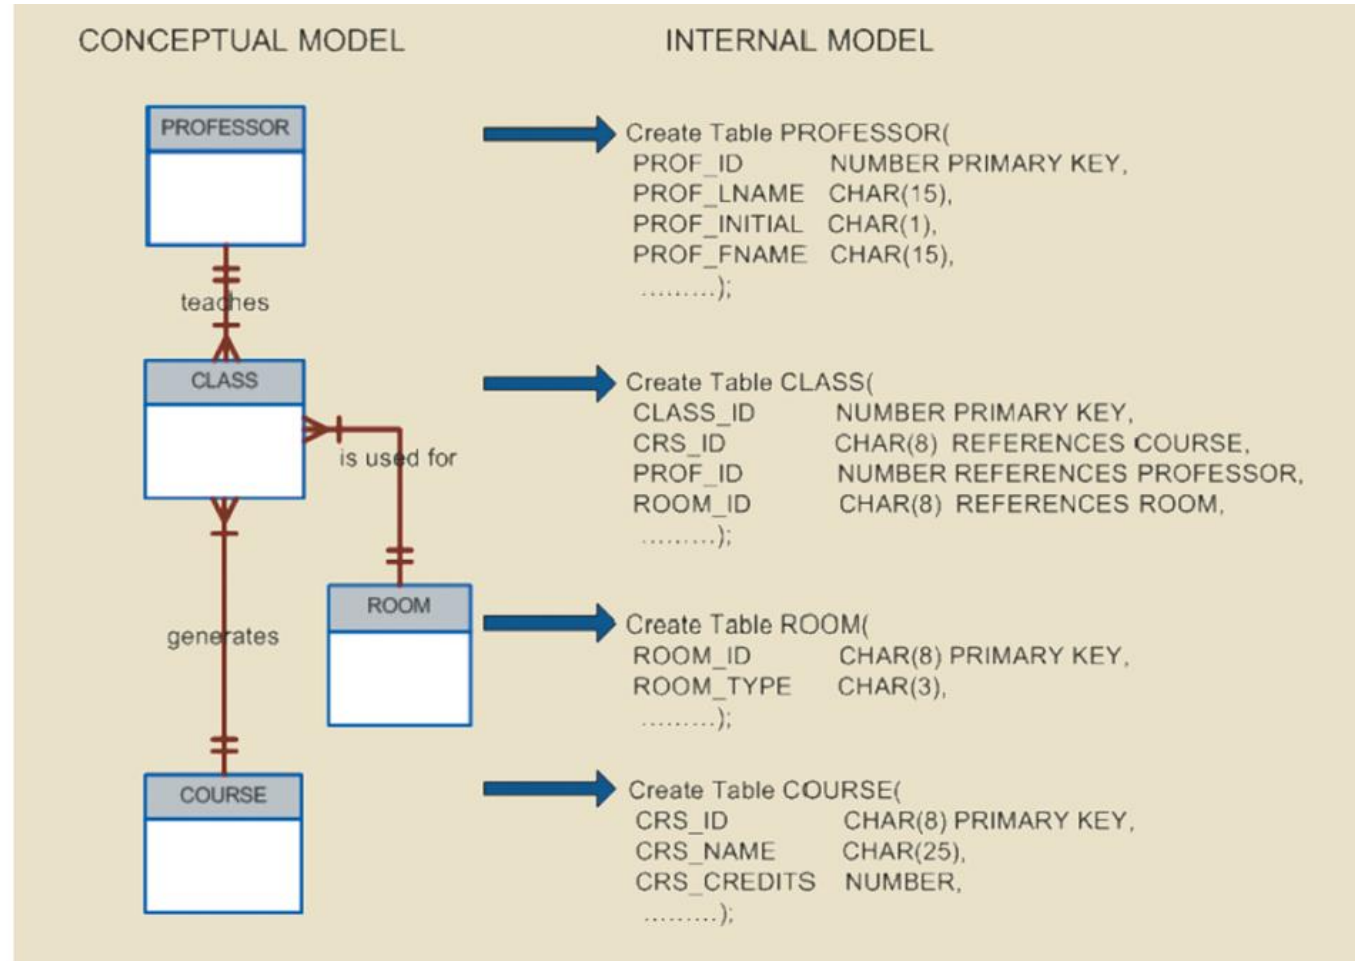 CONCEPTUAL MODEL
INTERNAL MODEL
PROFESSOR
teaches
CLASS
is used for
ROOM
generates
COURSE
Create Table PROFESSOR(
PROF_ID NUMBER PRIMARY KEY,
PROF_LNAME CHAR(15),
PROF_INITIAL CHAR(1),
PROF_FNAME CHAR(15),
.........);
Create Table CLASS(
CLASS_ID NUMBER PRIMARY KEY,
CRS_ID CHAR(8) REFERENCES COURSE,
PROF_ID NUMBER REFERENCES PROFESSOR,
ROOM_ID CHAR(8) REFERENCES ROOM,
.........);
Create Table ROOM(
ROOM_ID CHAR(8) PRIMARY KEY,
ROOM_TYPE CHAR(3),
.........);
Create Table COURSE(
CRS_ID CHAR(8) PRIMARY KEY,
CRS_NAME CHAR(25),
CRS_CREDITS NUMBER,
.........);